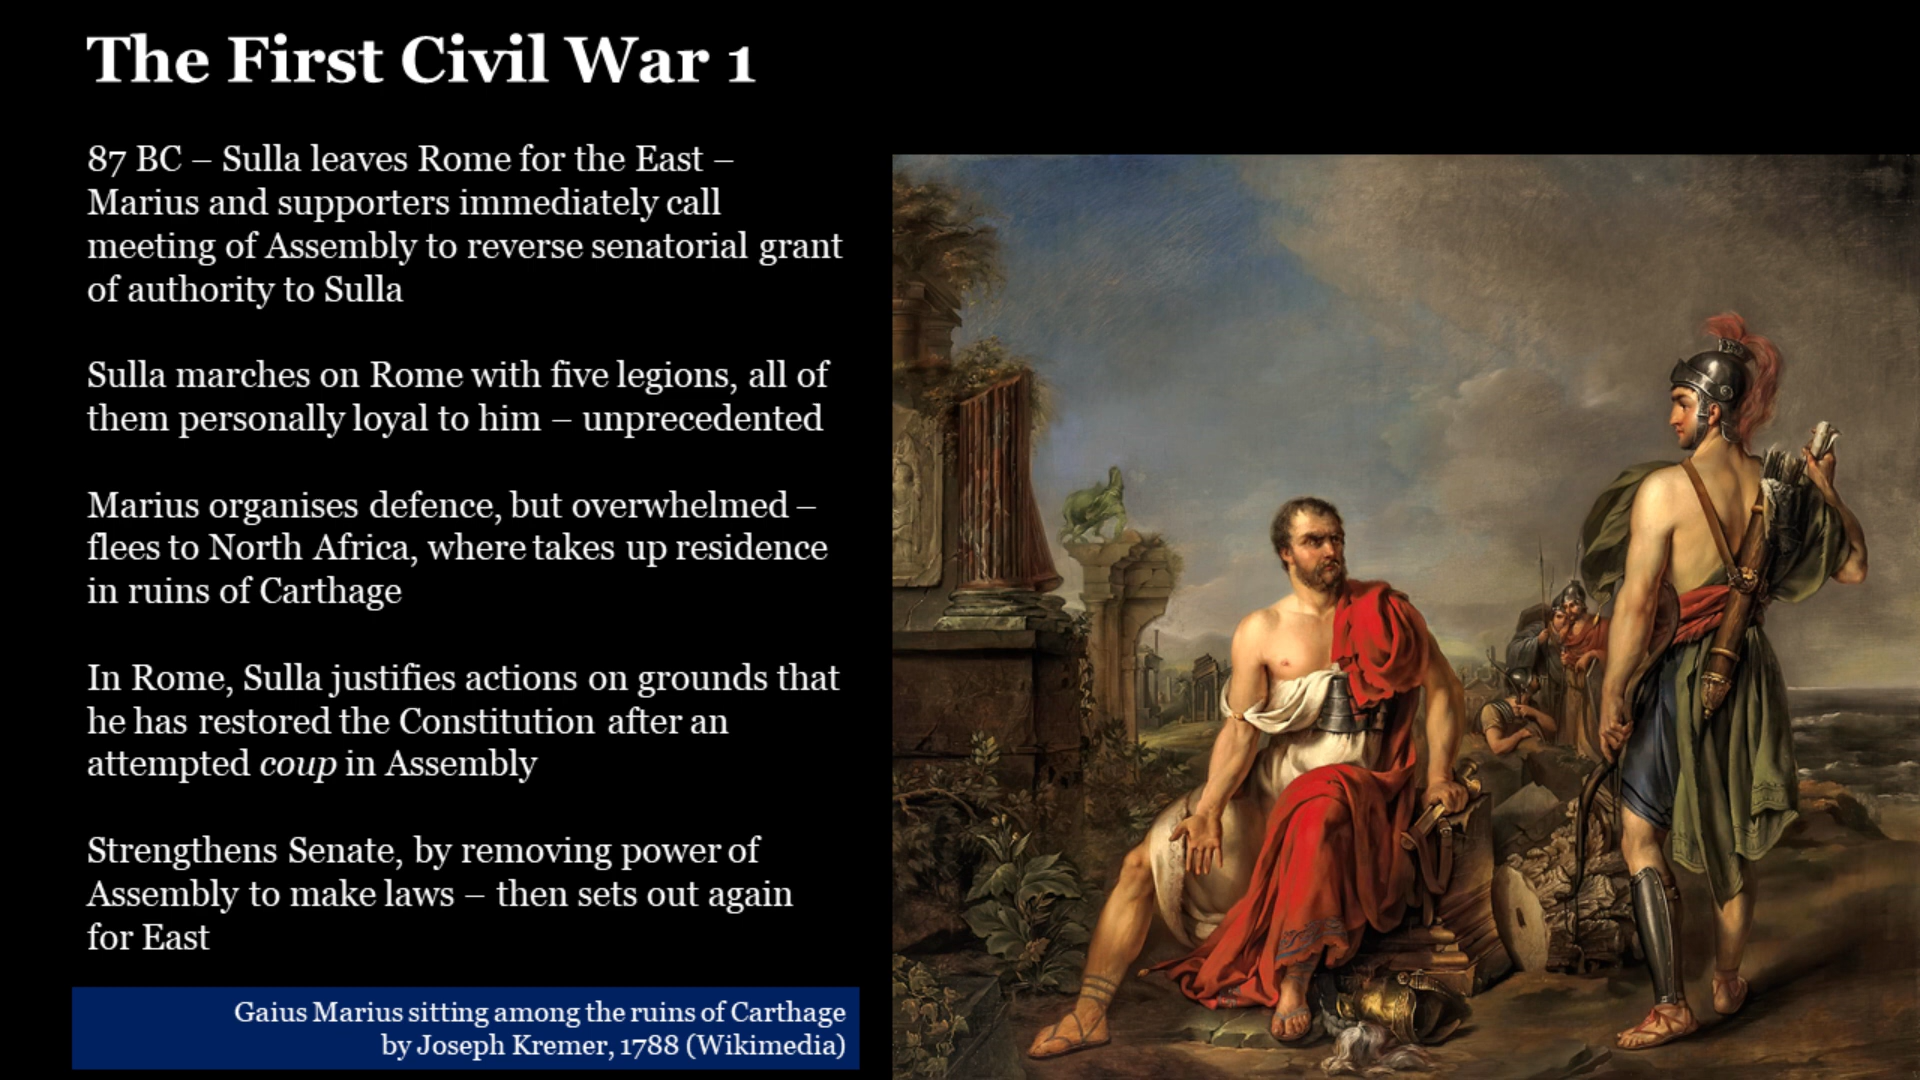 The First Civil War 1
87 BC – Sulla leaves Rome for the East –
Marius and supporters immediately call
meeting of Assembly to reverse senatorial grant
of authority to Sulla
Sulla marches on Rome with five legions, all of
them personally loyal to him – unprecedented
Marius organises defence, but overwhelmed –
flees to North Africa, where takes up residence
in ruins of Carthage
In Rome, Sulla justifies actions on grounds that
he has restored the Constitution after an
attempted coup in Assembly
Strengthens Senate, by removing power of
Assembly to make laws – then sets out again
for East
Gaius Marius sitting among the ruins of Carthage
by Joseph Kremer, 1788 (Wikimedia)